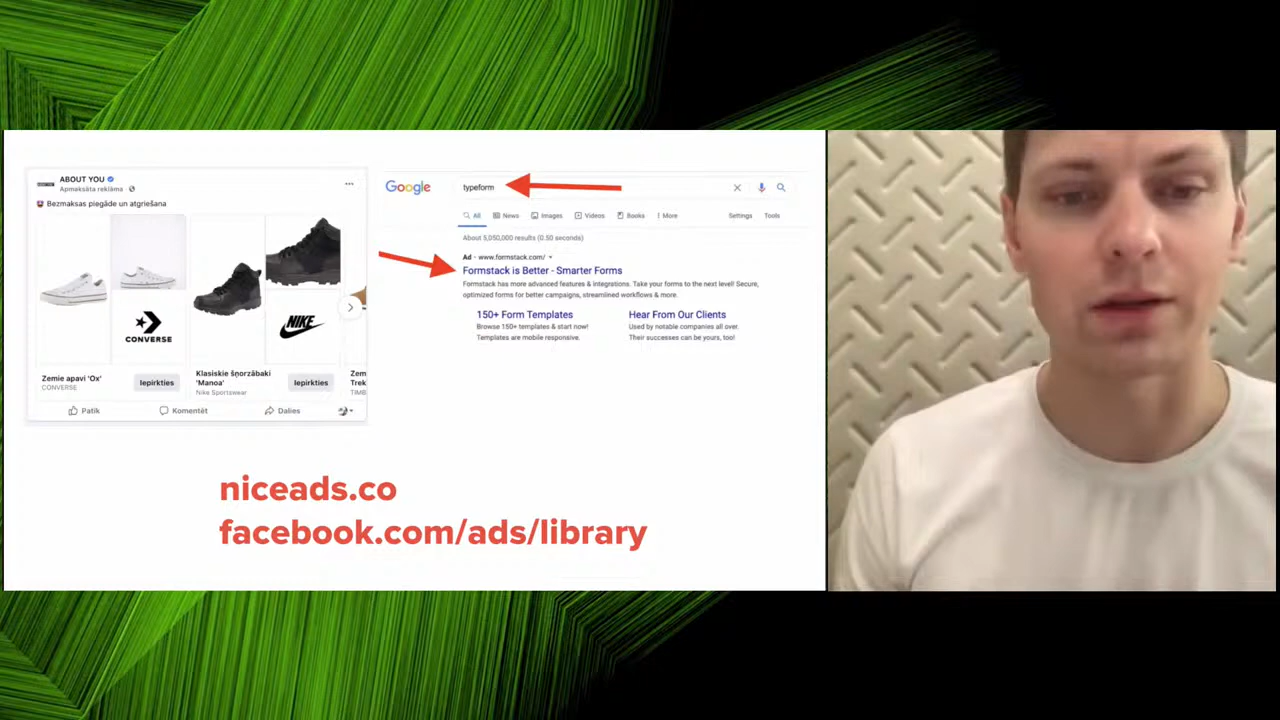 ABOUT YOU
Apmaksāta reklāma ·
Bezmaksas piegāde un atgriešana
CONVERSE
NIKE
Zemie apavi 'Ox'
CONVERSE
Iepirkties
Klasiskie šņorzābaki
'Manoa'
Nike Sportswear
Iepirkties
Zem
Trek
TIMB
Patīk
Komentēt
Dalies
Google
typeform
All
News
Images
Videos
Books
More
Settings
Tools
About 5,050,000 results (0.50 seconds)
Ad · www.formstack.com/
Formstack is Better - Smarter Forms
Formstack has more advanced features & integrations. Take your forms to the next level! Secure,
optimized forms for better campaigns, streamlined workflows & more.
150+ Form Templates
Browse 150+ templates & start now!
Templates are mobile responsive.
Hear From Our Clients
Used by notable companies all over.
Their successes can be yours, too!
niceads.co
facebook.com/ads/library